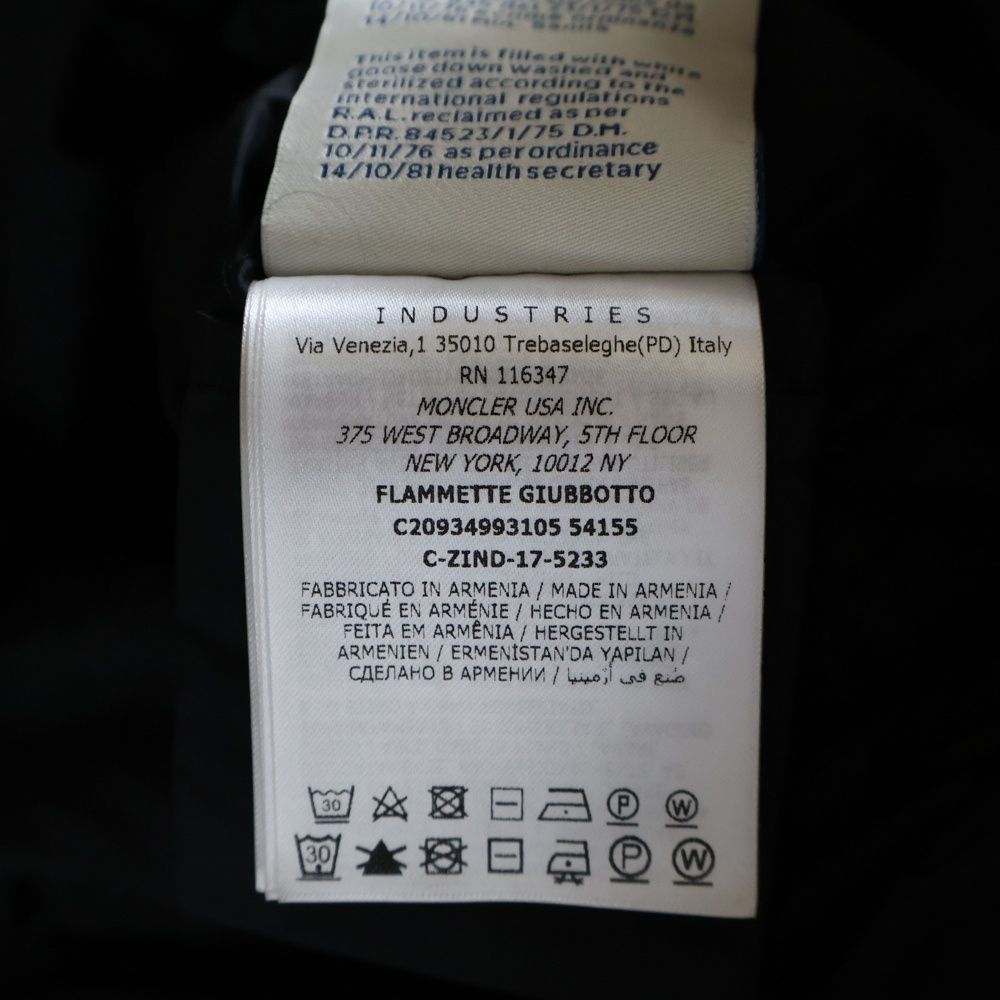 14/10/81
This item is filled with white
goose down washed and
sterilized according to the
international regulations
R.A.L. reclaimed as per
D.P.R. 84523/1/75 D.M.
10/11/76 as per ordinance
14/10/81 health secretary
INDUSTRIES
Via Venezia,1 35010 Trebaseleghe(PD) Italy
RN 116347
MONCLER USA INC.
375 WEST BROADWAY, 5TH FLOOR
NEW YORK, 10012 NY
FLAMMETTE GIUBBOTTO
C20934993105 54155
C-ZIND-17-5233
FABBRICATO IN ARMENIA / MADE IN ARMENIA /
FABRIQUÉ EN ARMÉNIE / HECHO EN ARMENIA /
FEITA EM ARMÊNIA / HERGESTELLT IN
ARMENIEN / ERMENİSTAN'DA YAPILAN /
СДЕЛАНО В АРМЕНИИ / صنع في أرمينيا
30 P W
30 P W